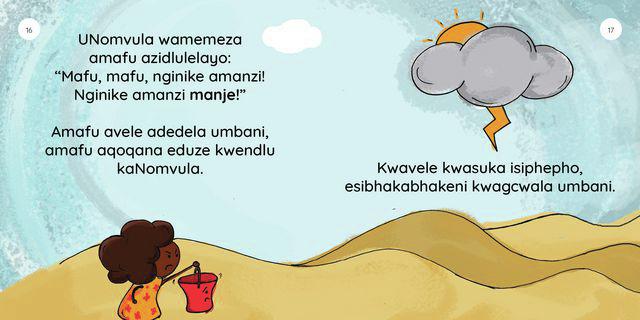 16
UNomvula wamemeza
amafu azidlulelayo:
“Mafu, mafu, nginike amanzi!
Nginike amanzi manje!”
Amafu avele adedela umbani,
amafu aqoqana eduze kwendlu
kaNomvula.
17
Kwavele kwasuka isiphepho,
esibhakabhakeni kwagcwala umbani.